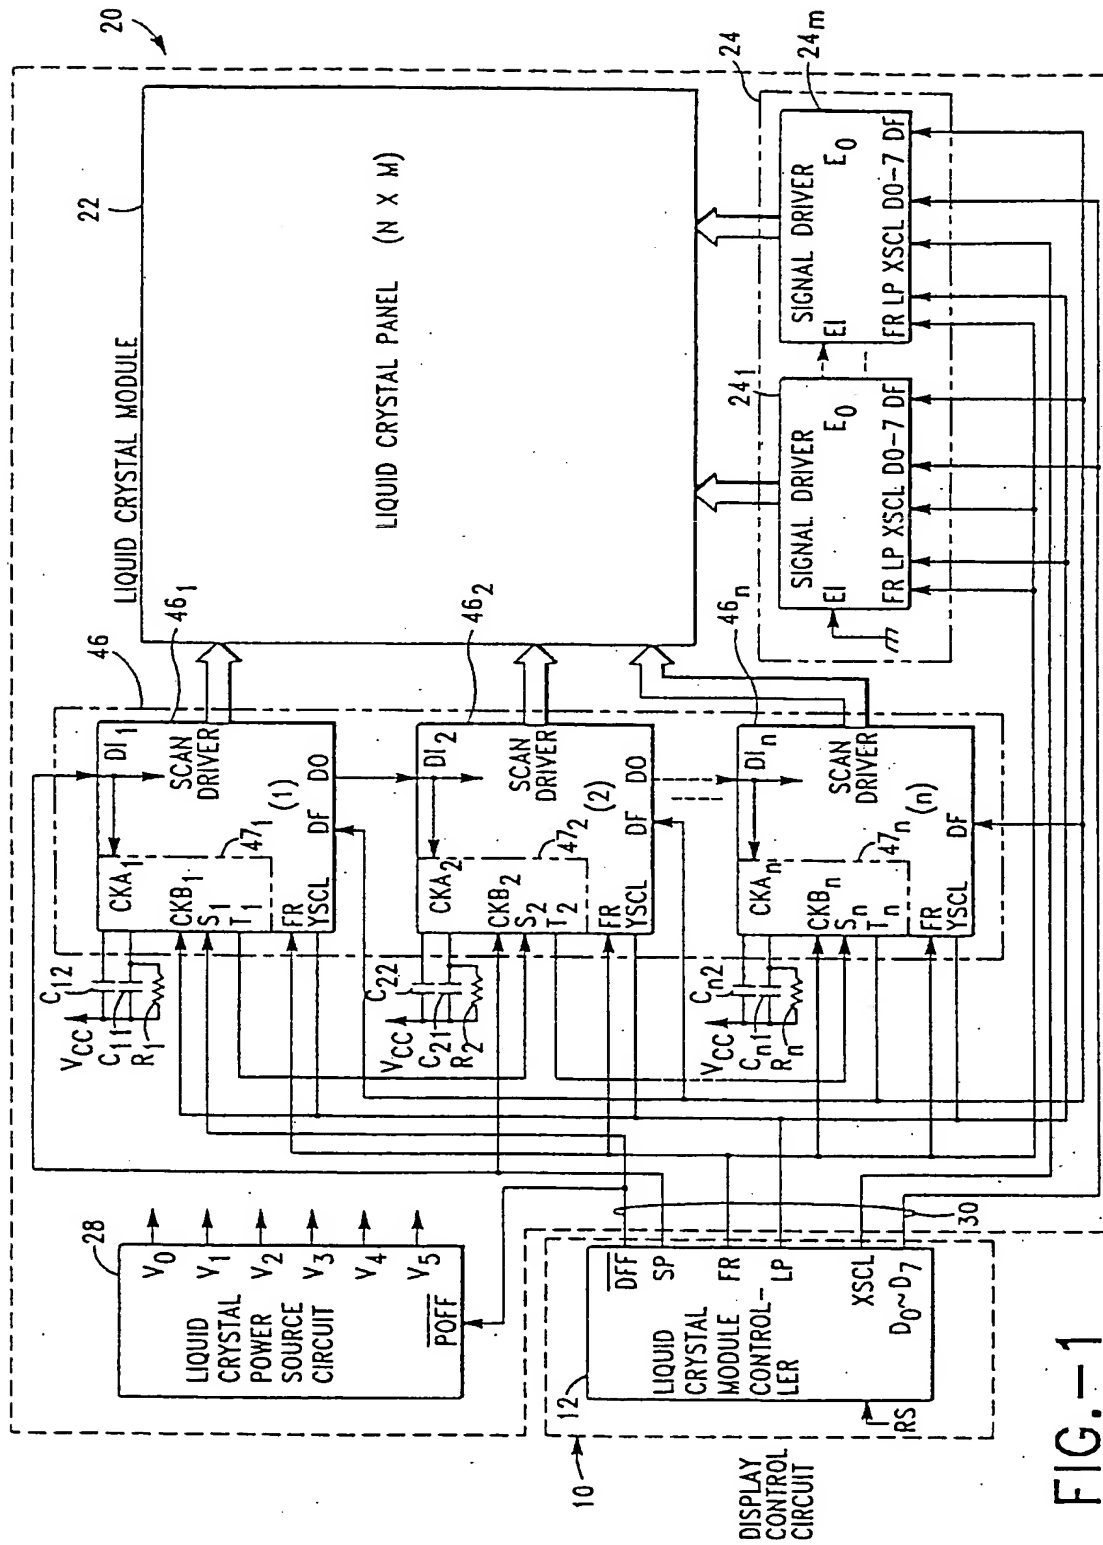 20
LIQUID CRYSTAL MODULE
22
LIQUID CRYSTAL PANEL (N X M)
46
46₁
DI₁
SCAN
DRIVER
(1)
47₁
CKA₁
CKB₁
S₁
T₁
FR
YSCL
DF
DO
C₁₂
VCC
C₁₁
R₁
46₂
DI₂
SCAN
DRIVER
(2)
47₂
CKA₂
CKB₂
S₂
T₂
FR
YSCL
DF
DO
C₂₂
VCC
C₂₁
R₂
46ₙ
DIₙ
SCAN
DRIVER
(n)
47ₙ
CKAₙ
CKBₙ
Sₙ
Tₙ
FR
YSCL
DF
Cₙ₂
VCC
Cₙ₁
Rₙ
24
24₁
SIGNAL DRIVER
EI
E₀
FR LP XSCL DO-7 DF
24ₘ
SIGNAL DRIVER
EI
E₀
FR LP XSCL DO-7 DF
28
LIQUID
CRYSTAL
POWER
SOURCE
CIRCUIT
V₀
V₁
V₂
V₃
V₄
V₅
P̅O̅F̅F̅
10
12
LIQUID
CRYSTAL
MODULE
CONTROL-
LER
D̅F̅F̅
SP
FR
LP
XSCL
D₀~D₇
RS
30
DISPLAY
CONTROL
CIRCUIT
FIG.-1